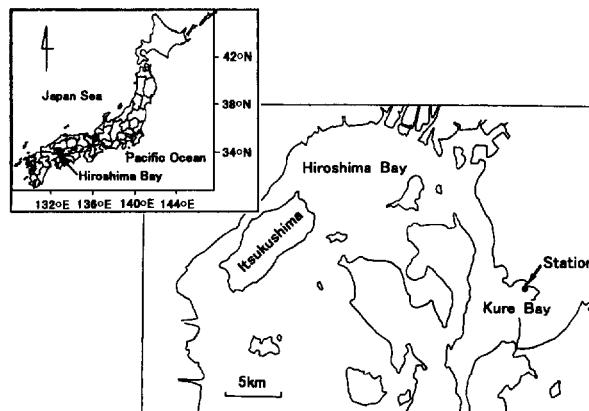 42°N
Japan Sea
38°N
Pacific Ocean
34°N
Hiroshima Bay
132°E 136°E 140°E 144°E
Hiroshima Bay
Itsukushima
Station
Kure Bay
5km